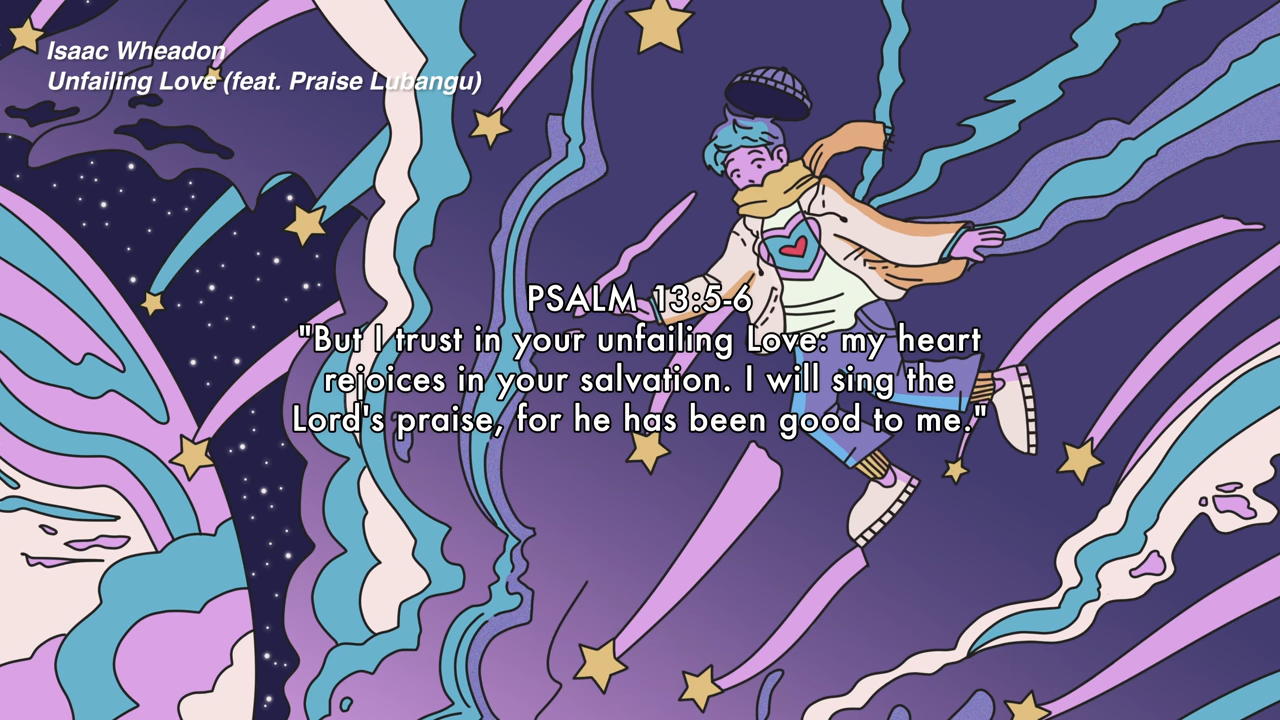 Isaac Wheadon
Unfailing Love (feat. Praise Lubangu)
PSALM 13:5-6
"But I trust in your unfailing Love: my heart
rejoices in your salvation. I will sing the
Lord's praise, for he has been good to me."